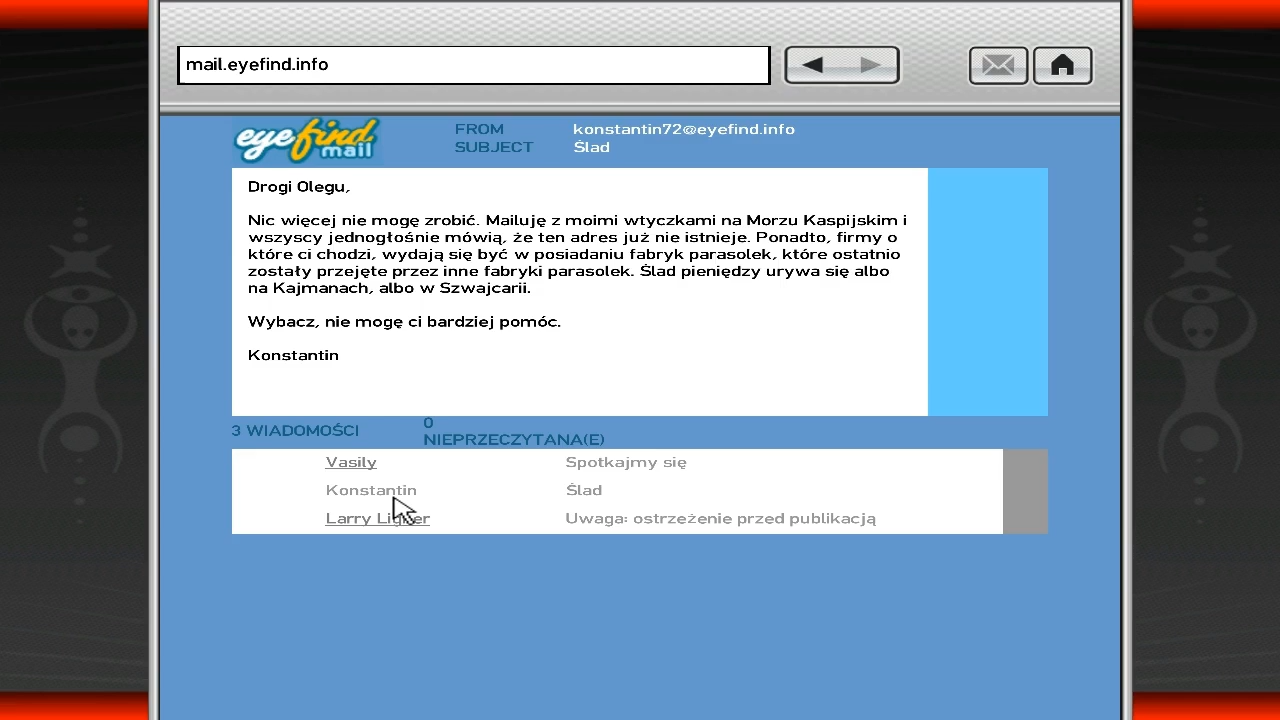 mail.eyefind.info
eyefind
mail
FROM konstantin72@eyefind.info
SUBJECT Ślad
Drogi Olegu,
Nic więcej nie mogę zrobić. Mailuję z moimi wtyczkami na Morzu Kaspijskim i
wszyscy jednogłośnie mówią, że ten adres już nie istnieje. Ponadto, firmy o
które ci chodzi, wydają się być w posiadaniu fabryk parasolek, które ostatnio
zostały przejęte przez inne fabryki parasolek. Ślad pieniędzy urywa się albo
na Kajmanach, albo w Szwajcarii.
Wybacz, nie mogę ci bardziej pomóc.
Konstantin
3 WIADOMOŚCI
0
NIEPRZECZYTANA(E)
Vasily Spotkajmy się
Konstantin Ślad
Larry Uwaga: ostrzeżenie przed publikacją